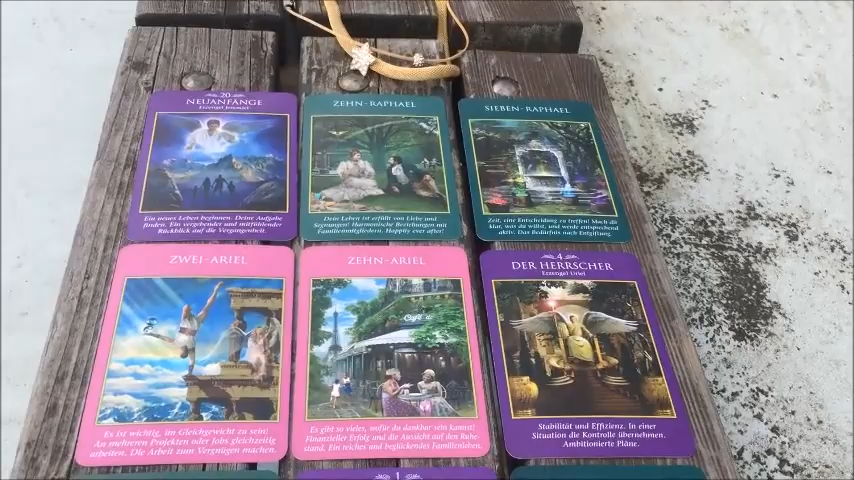 20
NEUANFÄNGE
Erzengel Jeremiel
Ein neues Leben beginnen. Seine Aufgabe
finden. Ein notwendiger und mitfühlender
Rückblick auf die Vergangenheit.
ZEHN-RAPHAEL
Dein Leben ist erfüllt von Liebe und
Segnungen! Harmonische Beziehungen mit
Familienmitgliedern. Happily ever after!
SIEBEN-RAPHAEL
Zeit, eine Entscheidung zu treffen! Mach dir
klar, was du willst, und werde entsprechend
aktiv. Das Bedürfnis nach Entgiftung.
ZWEI-ARIEL
Es ist wichtig, im Gleichgewicht zu sein!
An mehreren Projekten oder Jobs gleichzeitig
arbeiten. Die Arbeit zum Vergnügen machen.
ZEHN-ARIEL
CAFÉ
Es gibt so vieles, wofür du dankbar sein kannst!
Finanzieller Erfolg und die Aussicht auf den Ruhe-
stand. Ein reiches und beglückendes Familienleben.
4
DER HERRSCHER
Erzengel Uriel
Stabilität und Effizienz. In einer
Situation die Kontrolle übernehmen.
Ambitionierte Pläne.
1